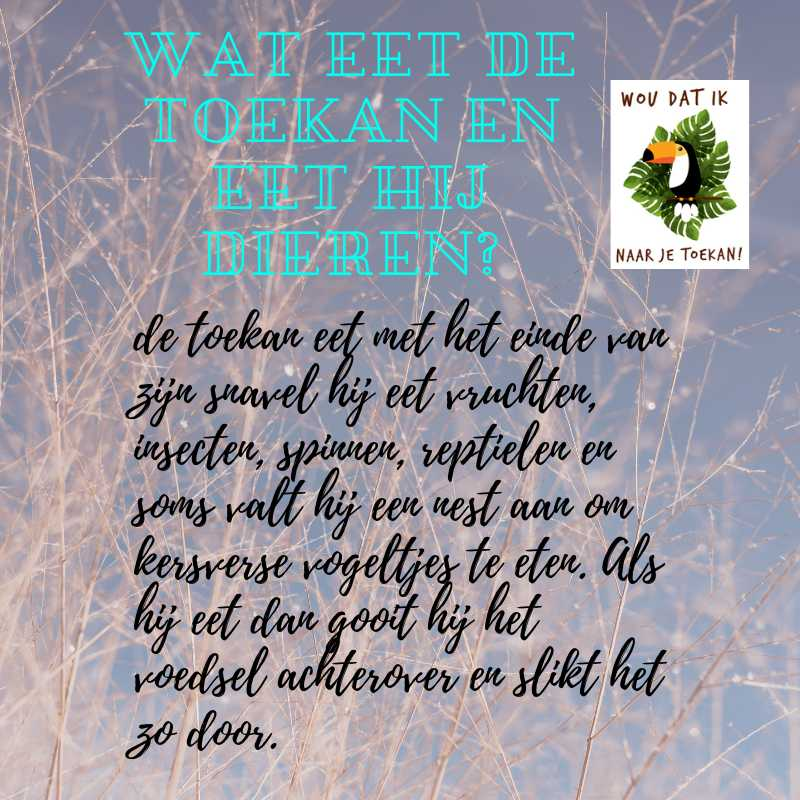 WAT EET DE
TOEKAN EN
EET HIJ
DIEREN?
WOU DAT IK
NAAR JE TOEKAN!
de toekan eet met het einde van
zijn snavel hij eet vruchten,
insecten, spinnen, reptielen en
soms valt hij een nest aan om
kersverse vogeltjes te eten. Als
hij eet dan gooit hij het
voedsel achterover en slikt het
zo door.